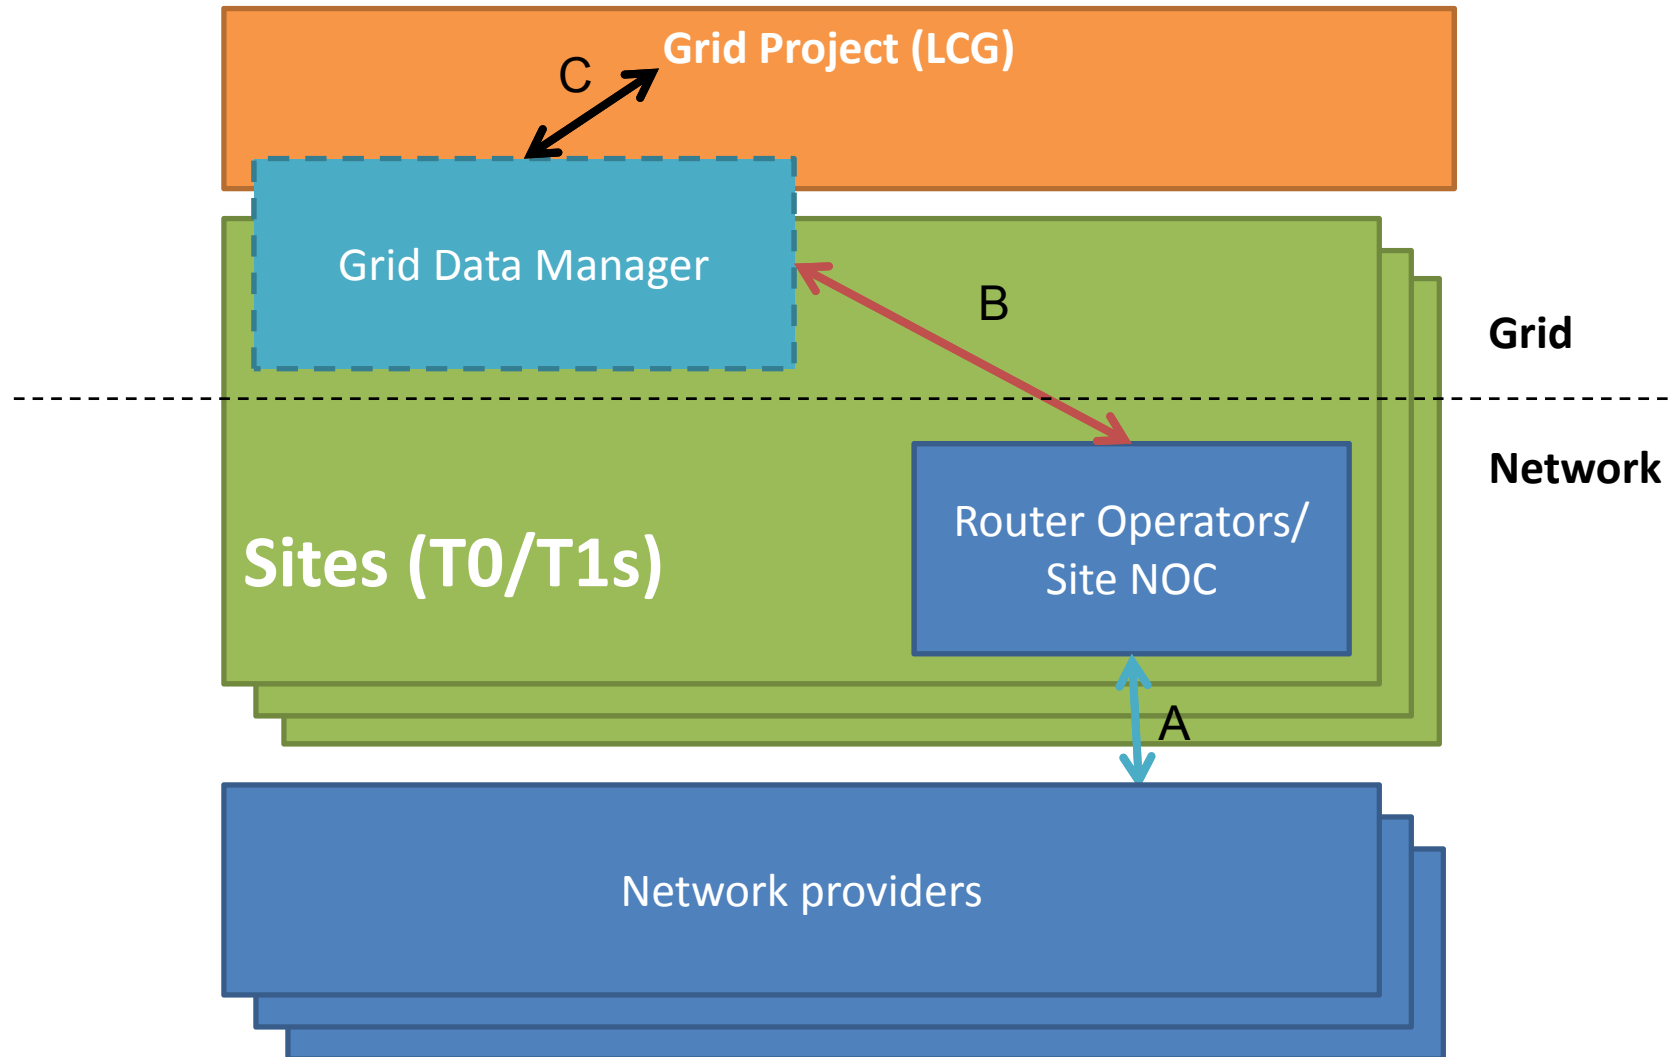 Grid Project (LCG)
C
Grid Data Manager
B
Grid
Network
Router Operators/
Site NOC
Sites (T0/T1s)
A
Network providers